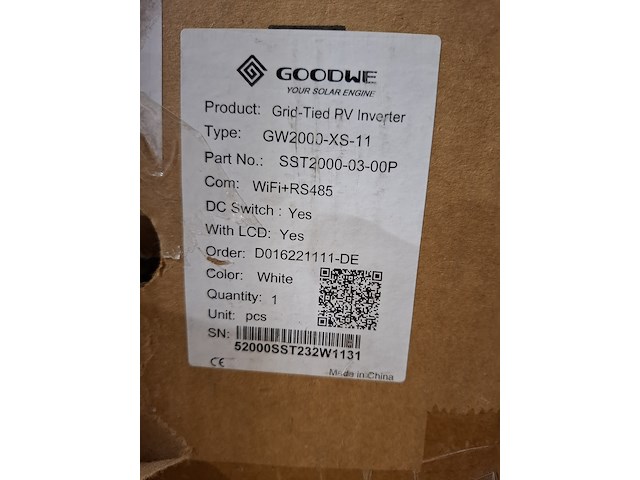 GOODWE
YOUR SOLAR ENGINE
Product: Grid-Tied PV Inverter
Type: GW2000-XS-11
Part No.: SST2000-03-00P
Com: WiFi+RS485
DC Switch : Yes
With LCD: Yes
Order: D016221111-DE
Color: White
Quantity: 1
Unit: pcs
SN:
52000SST232W1131
CE
Made in China